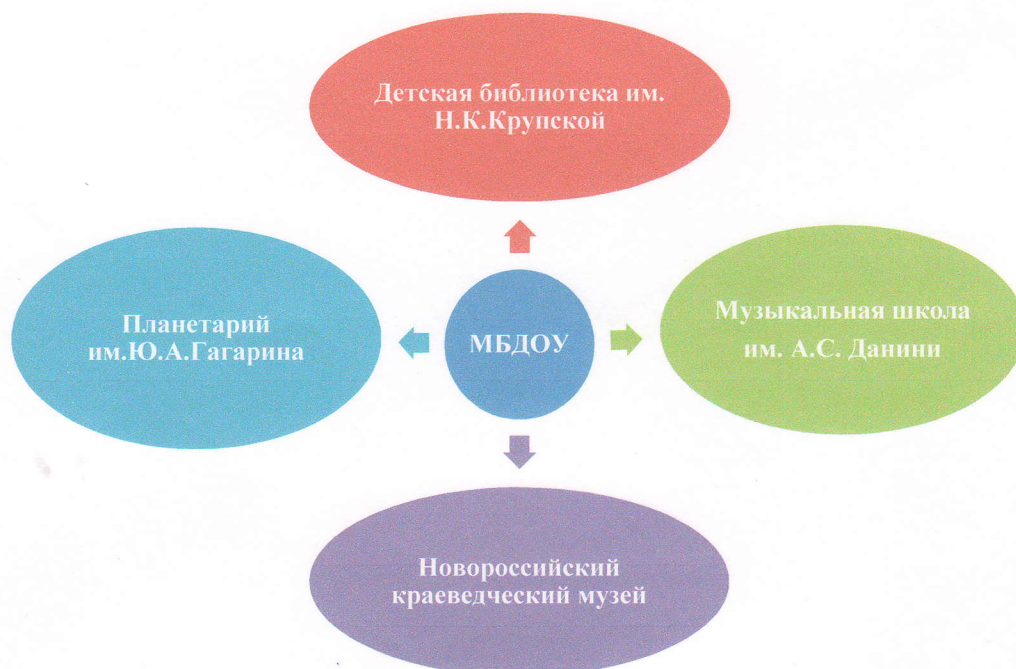 Детская библиотека им.
Н.К.Крупской
Планетарий
им.Ю.А.Гагарина
МБДОУ
Музыкальная школа
им. А.С. Данини
Новороссийский
краеведческий музей